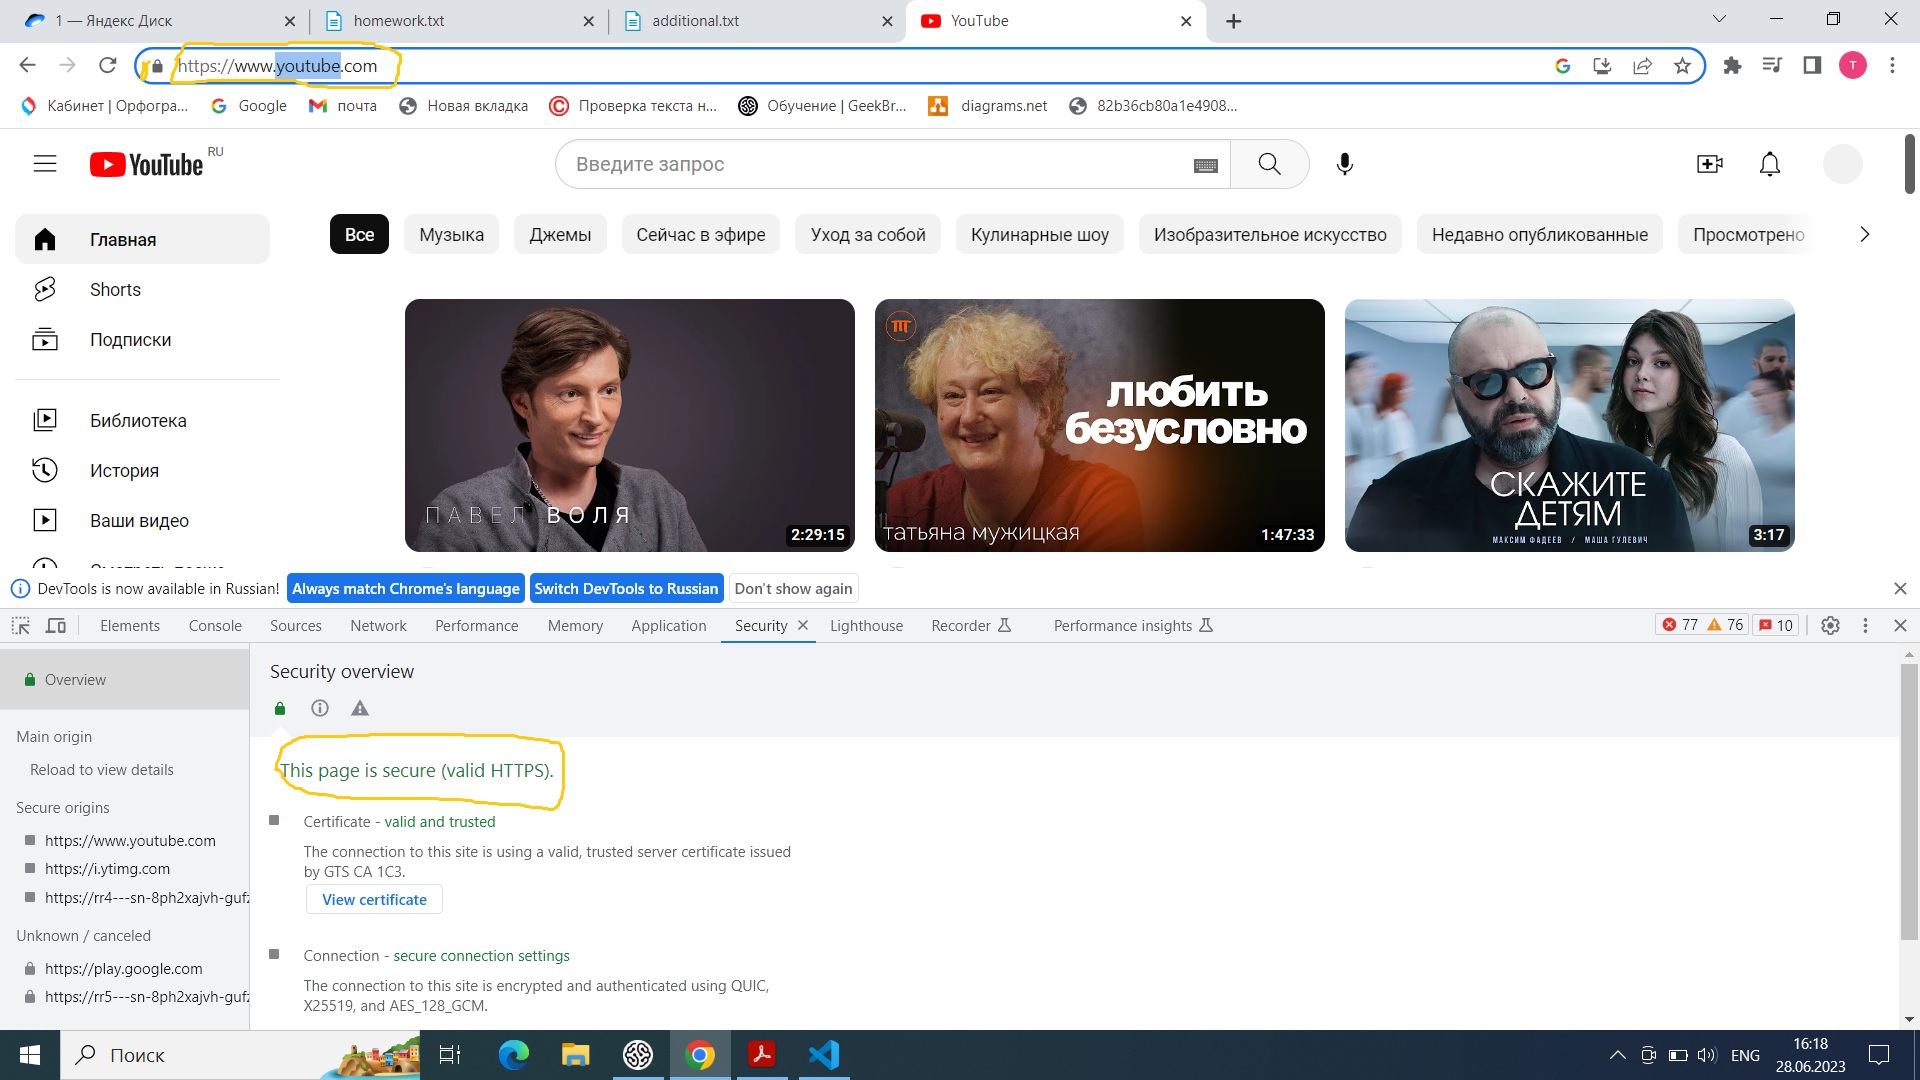 1 — Яндекс Диск
homework.txt
additional.txt
YouTube
https://www.youtube.com
T
Кабинет | Орфогра...
Google
почта
Новая вкладка
Проверка текста н...
Обучение | GeekBr...
diagrams.net
82b36cb80a1e4908...
YouTube RU
Введите запрос
Главная
Shorts
Подписки
Библиотека
История
Ваши видео
Все
Музыка
Джемы
Сейчас в эфире
Уход за собой
Кулинарные шоу
Изобразительное искусство
Недавно опубликованные
Просмотрено
ПАВЕЛ ВОЛЯ
2:29:15
любить
безусловно
татьяна мужицкая
1:47:33
СКАЖИТЕ
ДЕТЯМ
МАКСИМ ФАДЕЕВ / МАША ГУЛЕВИЧ
3:17
DevTools is now available in Russian!
Always match Chrome's language
Switch DevTools to Russian
Don't show again
Elements
Console
Sources
Network
Performance
Memory
Application
Security
Lighthouse
Recorder
Performance insights
77
76
10
Overview
Main origin
Reload to view details
Secure origins
https://www.youtube.com
https://i.ytimg.com
https://rr4---sn-8ph2xajvh-gufz
Unknown / canceled
https://play.google.com
https://rr5---sn-8ph2xajvh-gufz
Security overview
This page is secure (valid HTTPS).
Certificate - valid and trusted
The connection to this site is using a valid, trusted server certificate issued
by GTS CA 1C3.
View certificate
Connection - secure connection settings
The connection to this site is encrypted and authenticated using QUIC,
X25519, and AES_128_GCM.
Поиск
ENG
16:18
28.06.2023